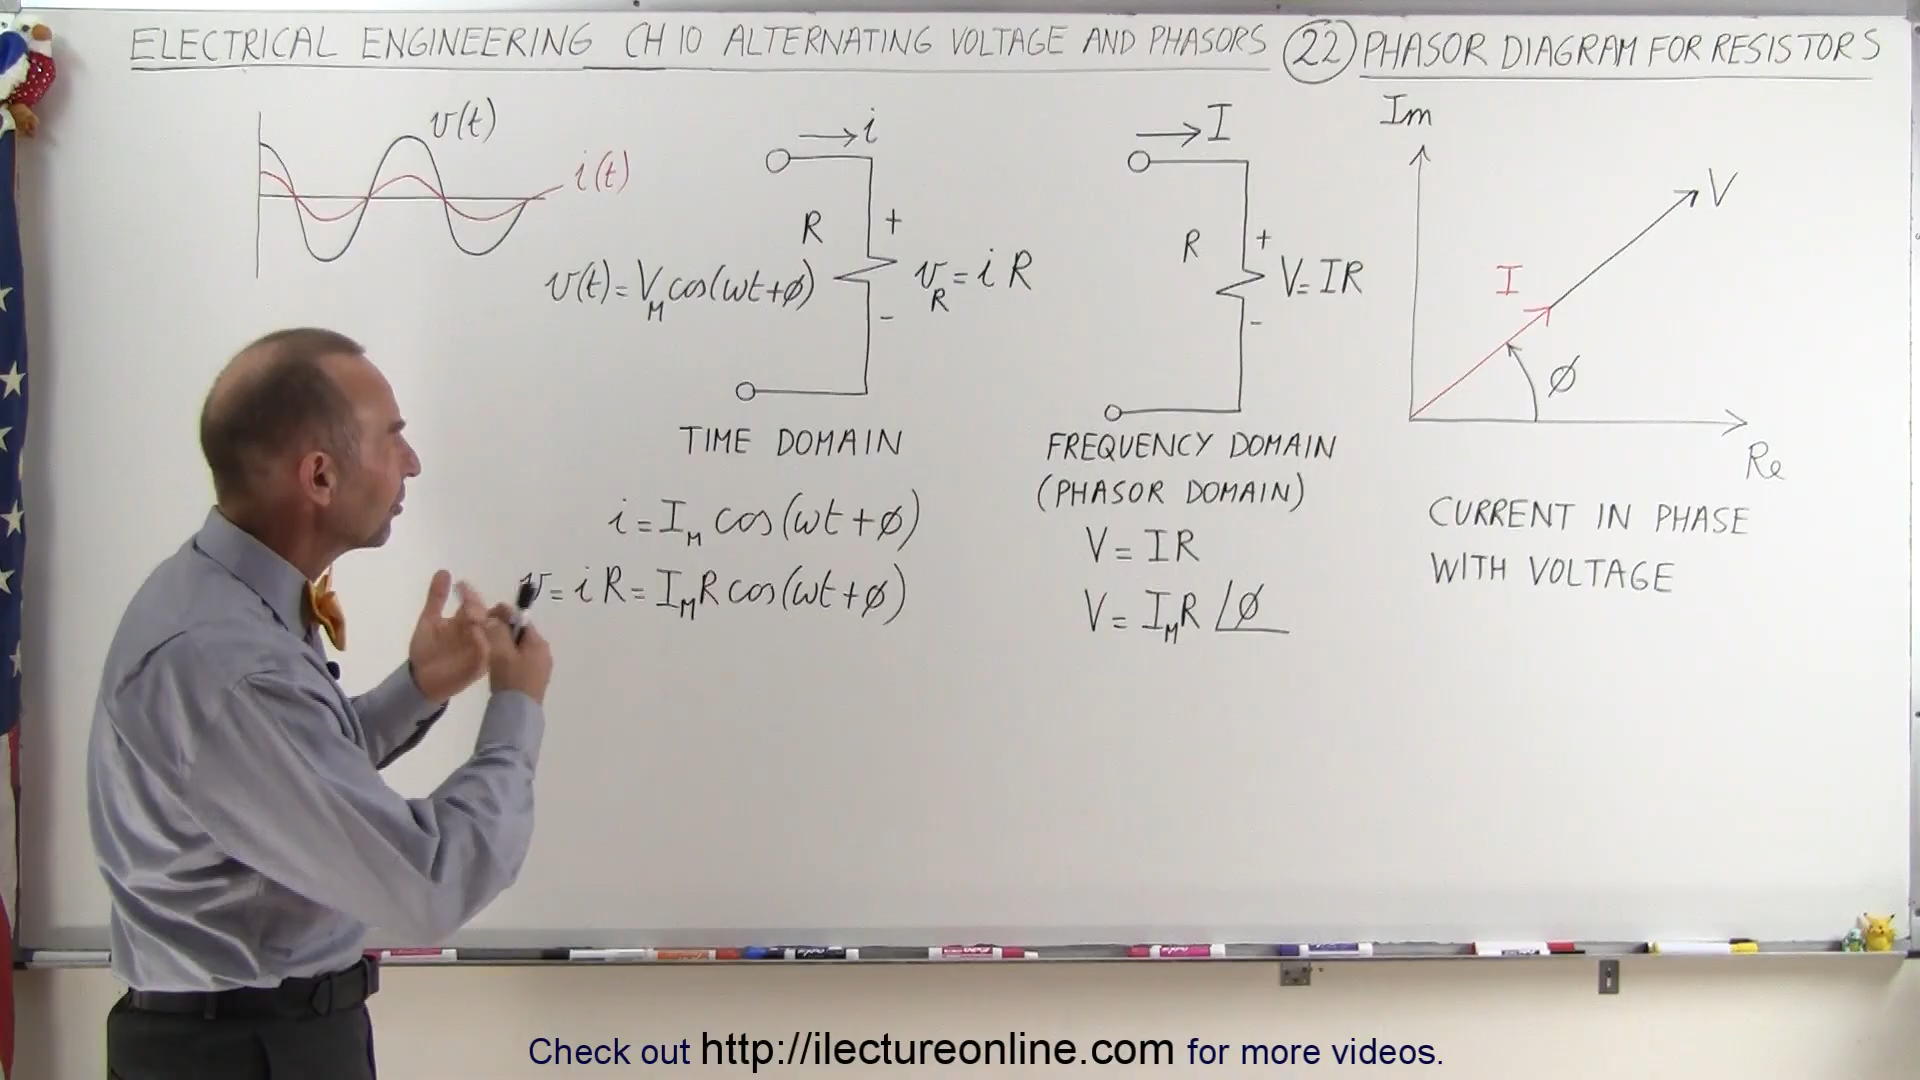 ELECTRICAL ENGINEERING CH 10 ALTERNATING VOLTAGE AND PHASORS (22) PHASOR DIAGRAM FOR RESISTORS
v(t)
i(t)
i
R
+
v(t) = V_M cos(ωt+φ)
v_R = i R
-
TIME DOMAIN
i = I_M cos(ωt+φ)
v = i R = I_M R cos(ωt+φ)
I
R
+
V = IR
-
FREQUENCY DOMAIN
(PHASOR DOMAIN)
V = IR
V = I_M R ∠φ
Im
V
I
φ
Re
CURRENT IN PHASE
WITH VOLTAGE
Check out http://ilectureonline.com for more videos.